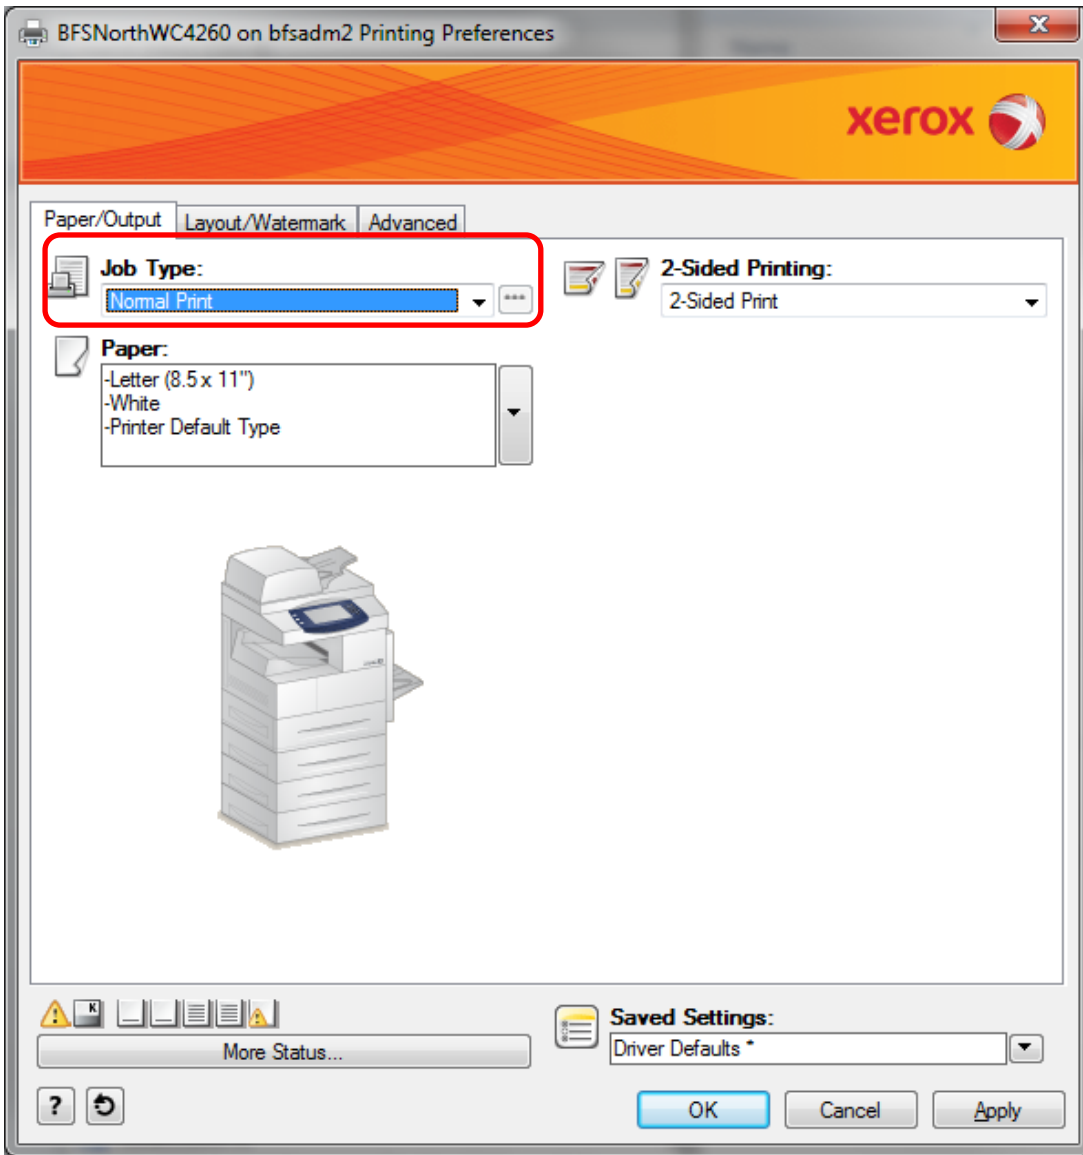 BFSNorthWC4260 on bfsadm2 Printing Preferences
xerox
Paper/Output Layout/Watermark Advanced
Job Type:
Normal Print
2-Sided Printing:
2-Sided Print
Paper:
-Letter (8.5 x 11")
-White
-Printer Default Type
K
More Status...
Saved Settings:
Driver Defaults *
?
OK Cancel Apply